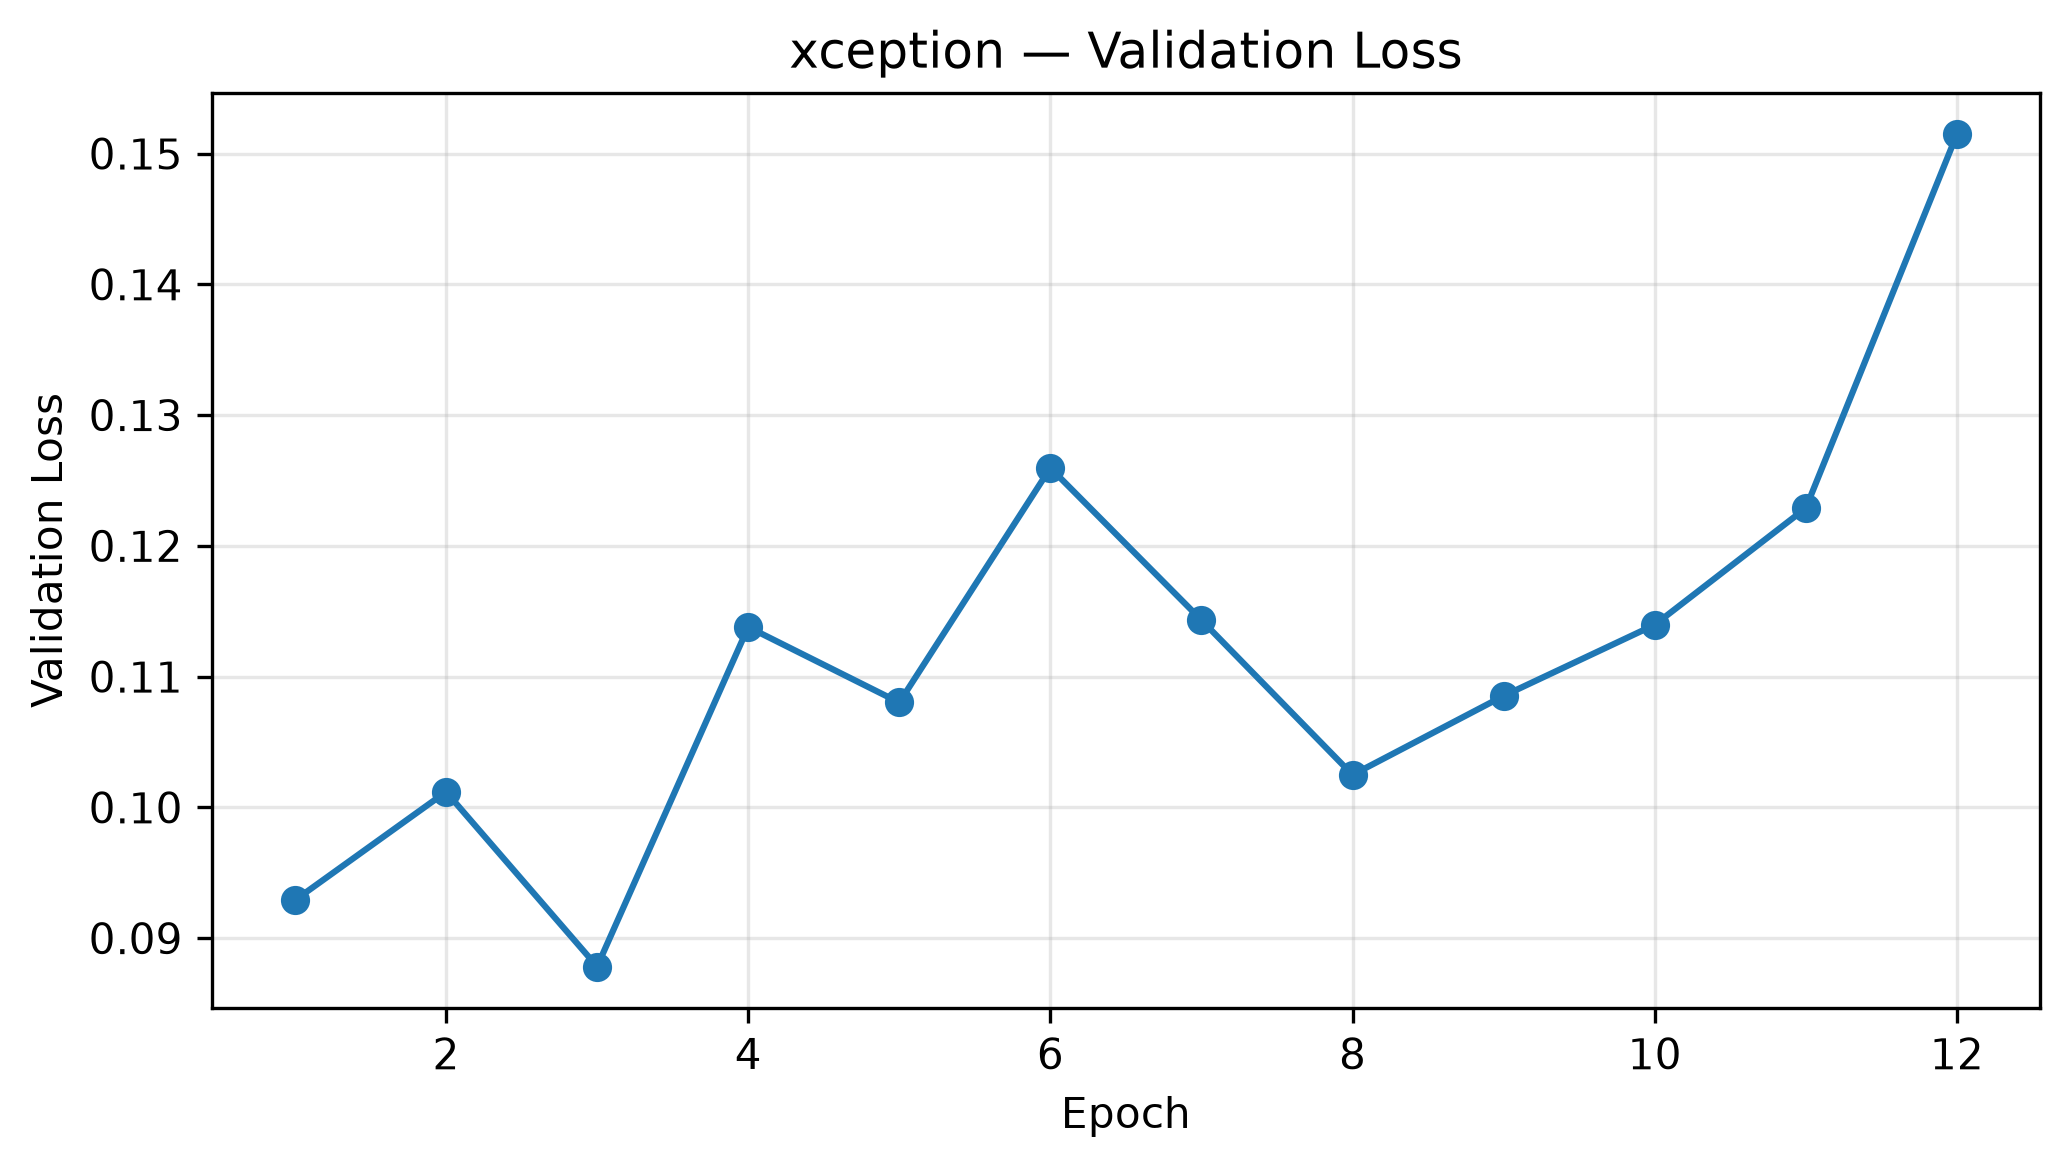 xception — Validation Loss
Validation Loss
0.15
0.14
0.13
0.12
0.11
0.10
0.09
2 4 6 8 10 12
Epoch